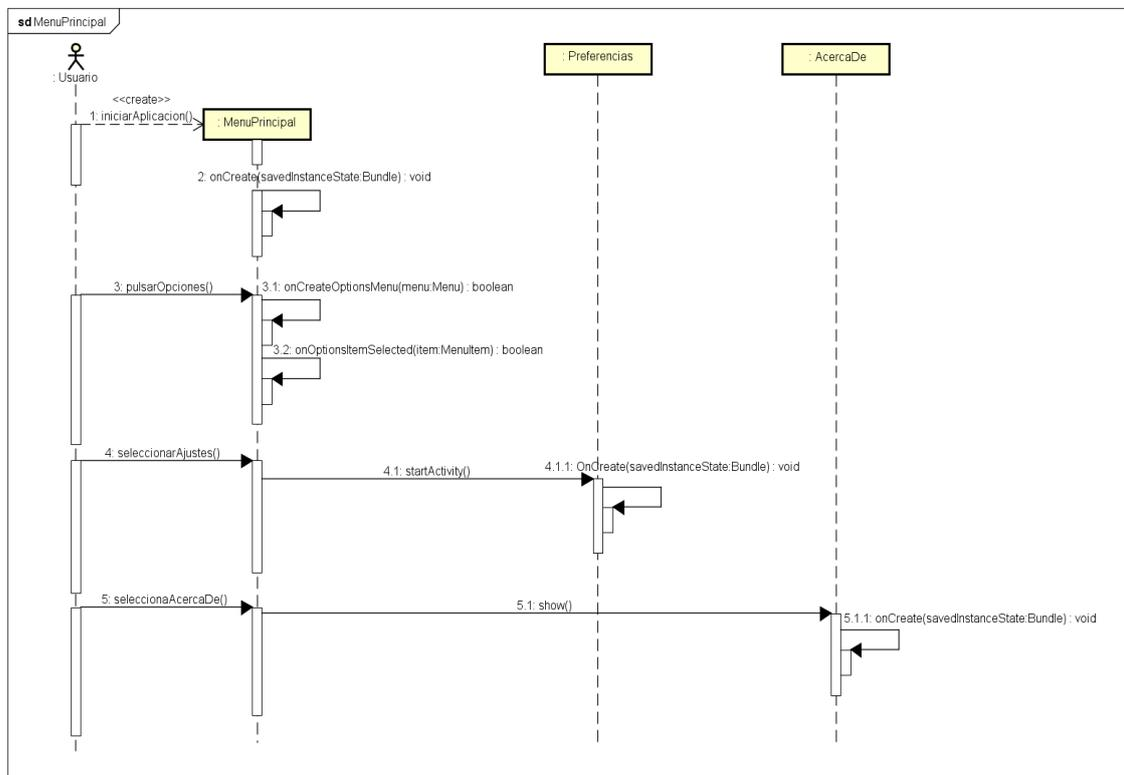 sd MenuPrincipal
: Usuario
: Preferencias
: AcercaDe
<<create>>
1: iniciarAplicacion()
: MenuPrincipal
2: onCreate(savedInstanceState:Bundle) : void
3: pulsarOpciones()
3.1: onCreateOptionsMenu(menu:Menu) : boolean
3.2: onOptionsItemSelected(item:MenuItem) : boolean
4: seleccionarAjustes()
4.1: startActivity()
4.1.1: OnCreate(savedInstanceState:Bundle) : void
5: seleccionaAcercaDe()
5.1: show()
5.1.1: onCreate(savedInstanceState:Bundle) : void